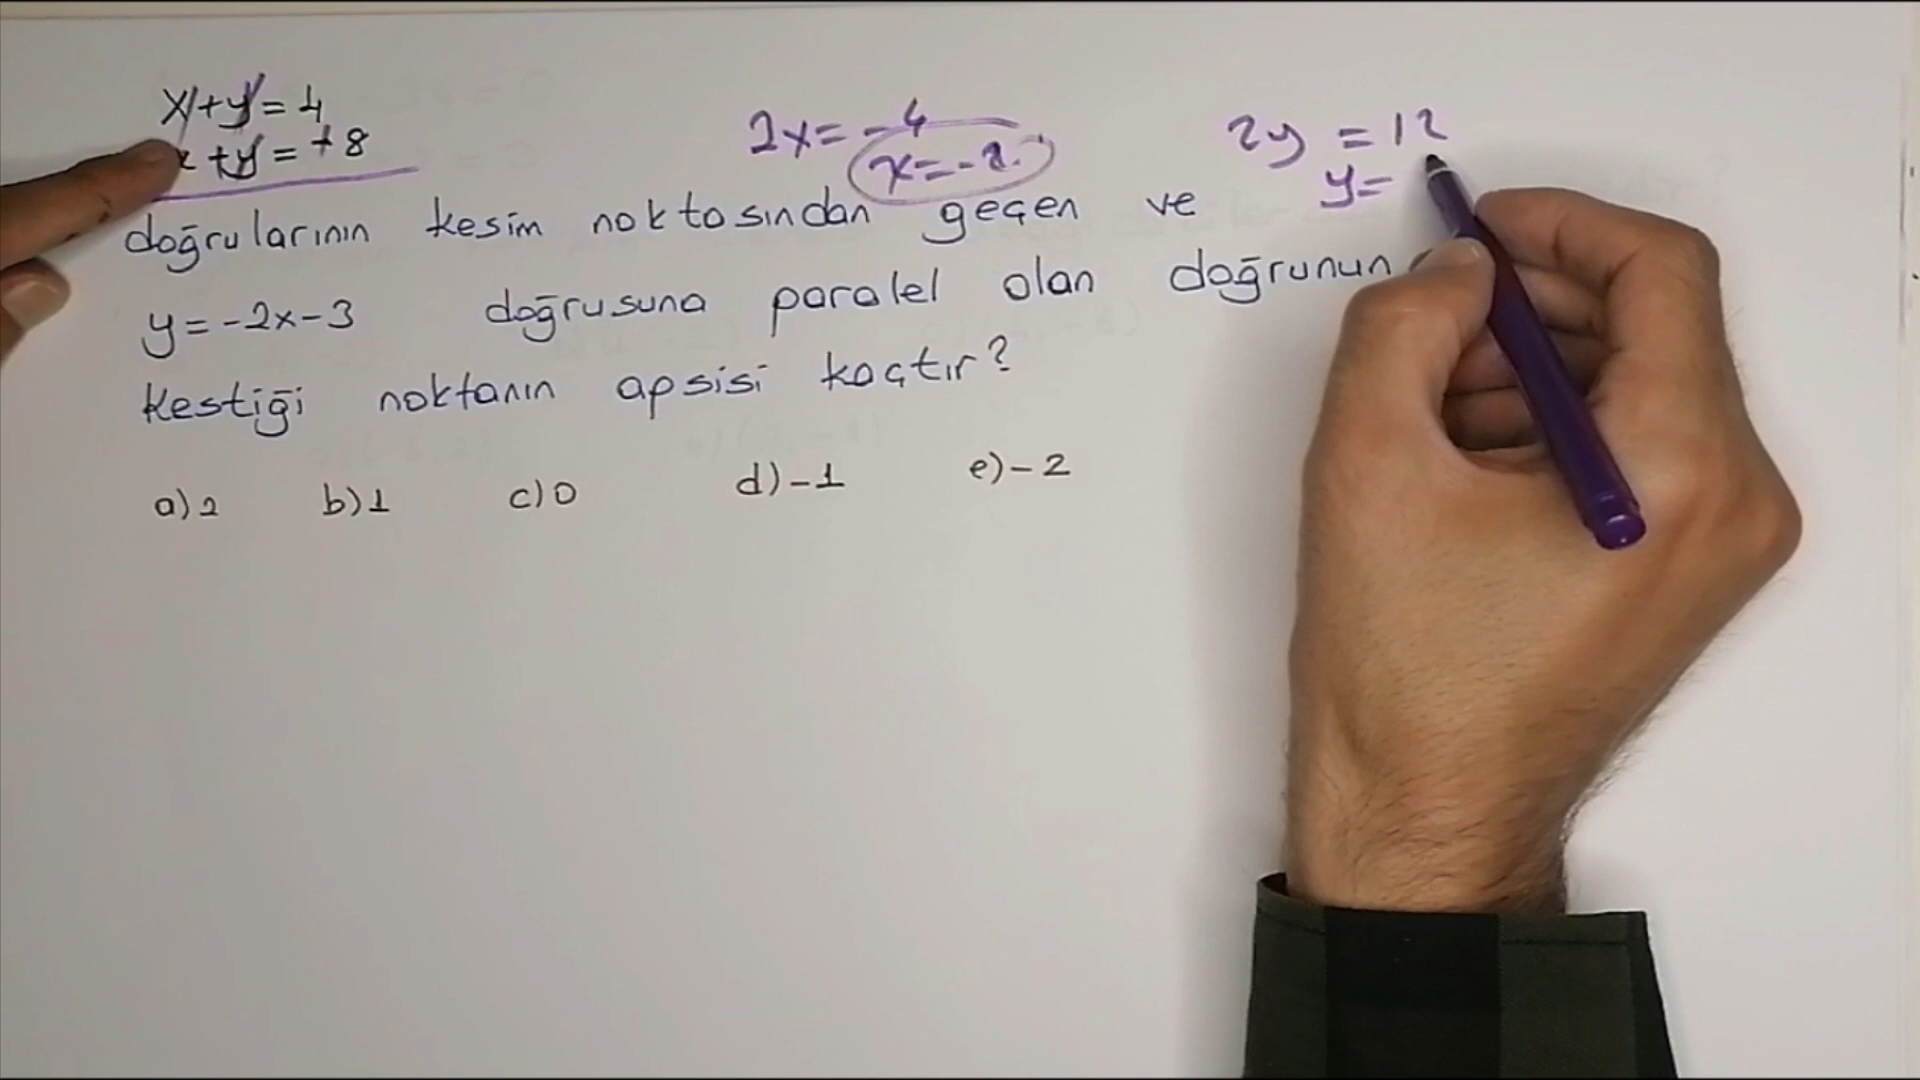 x+y=4
x+y=+8
2x=-4
x=-2
2y=12
y=
doğrularının kesim noktasından geçen ve
y=-2x-3 doğrusuna paralel olan doğrunun
kestiği noktanın apsisi kaçtır?
a)2 b)1 c)0 d)-1 e)-2